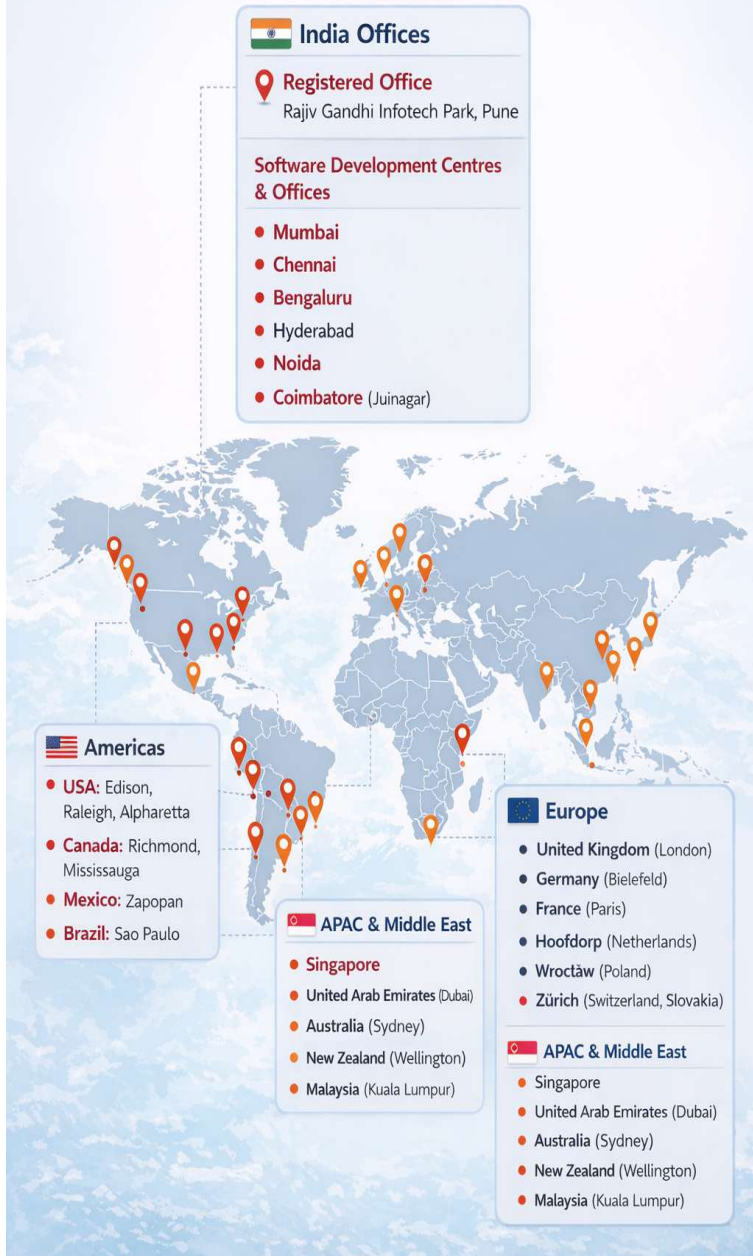 India Offices
Registered Office
Rajiv Gandhi Infotech Park, Pune
Software Development Centres
& Offices
Mumbai
Chennai
Bengaluru
Hyderabad
Noida
Coimbatore (Juinagar)
Americas
USA: Edison,
Raleigh, Alpharetta
Canada: Richmond,
Mississauga
Mexico: Zapopan
Brazil: Sao Paulo
APAC & Middle East
Singapore
United Arab Emirates (Dubai)
Australia (Sydney)
New Zealand (Wellington)
Malaysia (Kuala Lumpur)
Europe
United Kingdom (London)
Germany (Bielefeld)
France (Paris)
Hoofdorp (Netherlands)
Wroctàw (Poland)
Zürich (Switzerland, Slovakia)
APAC & Middle East
Singapore
United Arab Emirates (Dubai)
Australia (Sydney)
New Zealand (Wellington)
Malaysia (Kuala Lumpur)